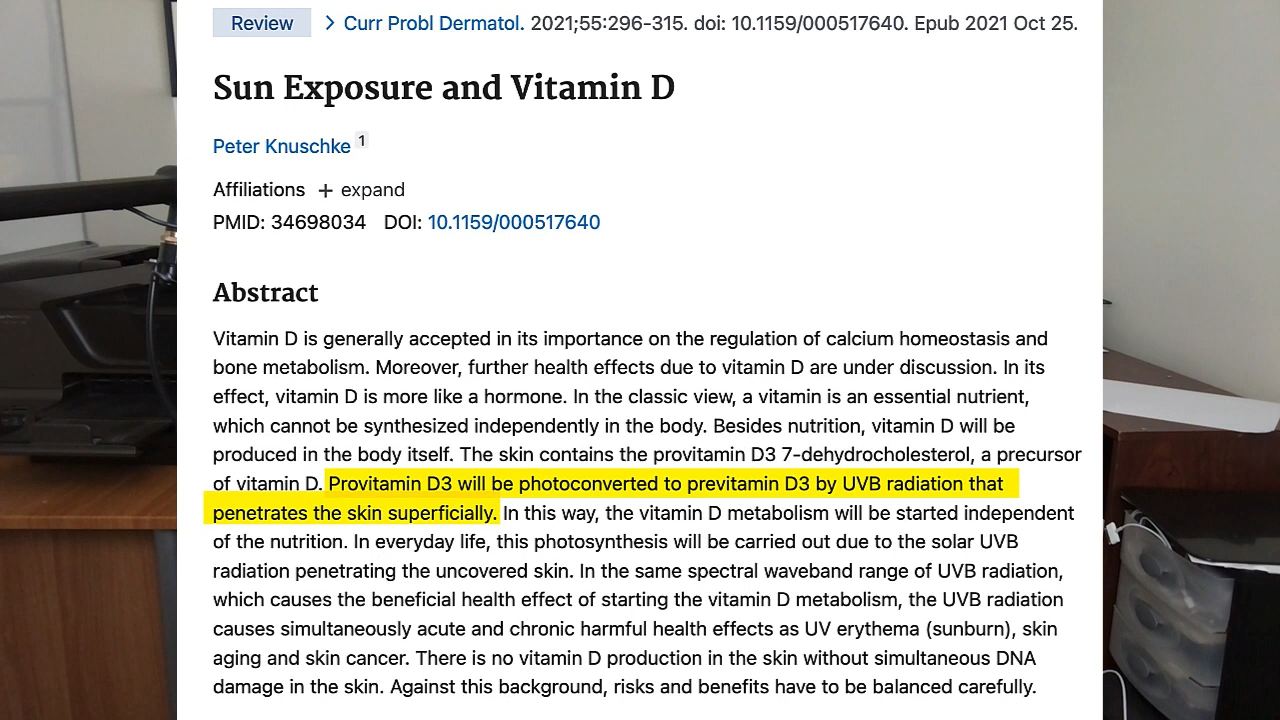 Review > Curr Probl Dermatol. 2021;55:296-315. doi: 10.1159/000517640. Epub 2021 Oct 25.
Sun Exposure and Vitamin D
Peter Knuschke 1
Affiliations + expand
PMID: 34698034 DOI: 10.1159/000517640
Abstract
Vitamin D is generally accepted in its importance on the regulation of calcium homeostasis and
bone metabolism. Moreover, further health effects due to vitamin D are under discussion. In its
effect, vitamin D is more like a hormone. In the classic view, a vitamin is an essential nutrient,
which cannot be synthesized independently in the body. Besides nutrition, vitamin D will be
produced in the body itself. The skin contains the provitamin D3 7-dehydrocholesterol, a precursor
of vitamin D. Provitamin D3 will be photoconverted to previtamin D3 by UVB radiation that
penetrates the skin superficially. In this way, the vitamin D metabolism will be started independent
of the nutrition. In everyday life, this photosynthesis will be carried out due to the solar UVB
radiation penetrating the uncovered skin. In the same spectral waveband range of UVB radiation,
which causes the beneficial health effect of starting the vitamin D metabolism, the UVB radiation
causes simultaneously acute and chronic harmful health effects as UV erythema (sunburn), skin
aging and skin cancer. There is no vitamin D production in the skin without simultaneous DNA
damage in the skin. Against this background, risks and benefits have to be balanced carefully.